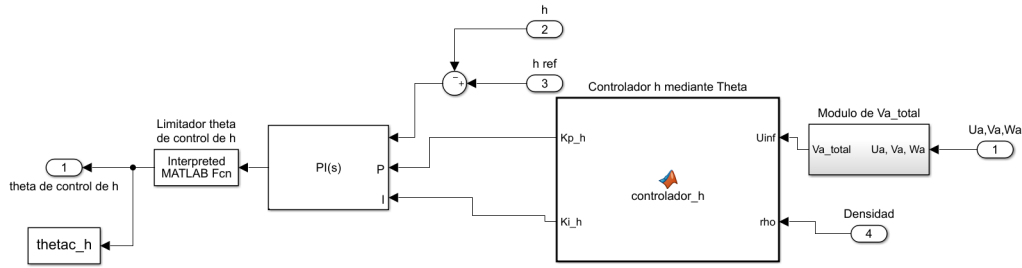 h
2
h ref
3
−
+
Controlador h mediante Theta
Modulo de Va_total
Ua,Va,Wa
1
Va_total
Ua, Va, Wa
Kp_h
Uinf
controlador_h
Ki_h
rho
Densidad
4
Limitador theta
de control de h
Interpreted
MATLAB Fcn
PI(s)
P
I
1
theta de control de h
thetac_h